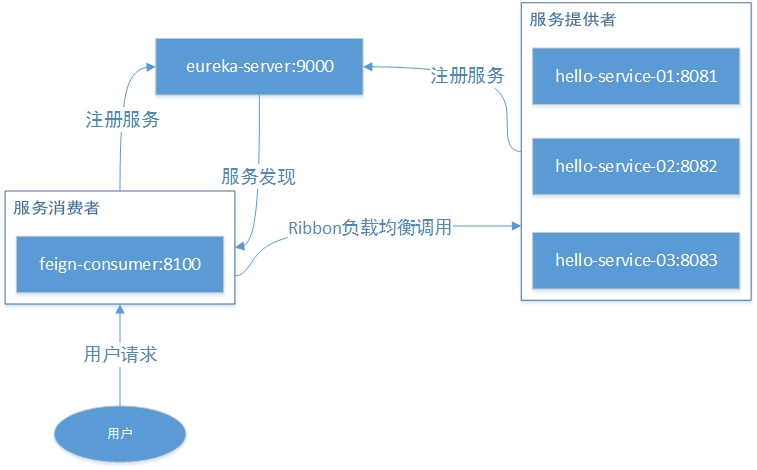 服务提供者
eureka-server:9000
注册服务
hello-service-01:8081
注册服务
hello-service-02:8082
服务发现
服务消费者
Ribbon负载均衡调用
feign-consumer:8100
hello-service-03:8083
用户请求
用户